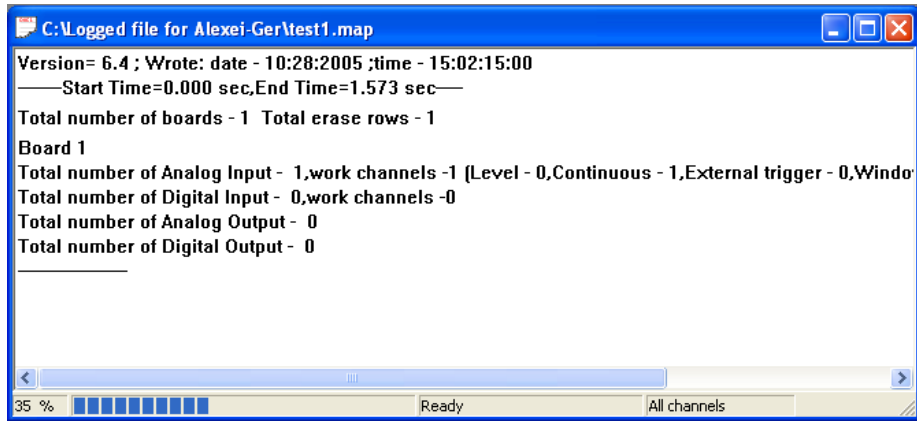 C:\Logged file for Alexei-Ger\test1.map
Version= 6.4 ; Wrote: date - 10:28:2005 ;time - 15:02:15:00
——Start Time=0.000 sec,End Time=1.573 sec—–
Total number of boards - 1  Total erase rows - 1
Board 1
Total number of Analog Input -  1,work channels -1 (Level - 0,Continuous - 1,External trigger - 0,Windo
Total number of Digital Input -  0,work channels -0
Total number of Analog Output -  0
Total number of Digital Output -  0
35 % Ready All channels